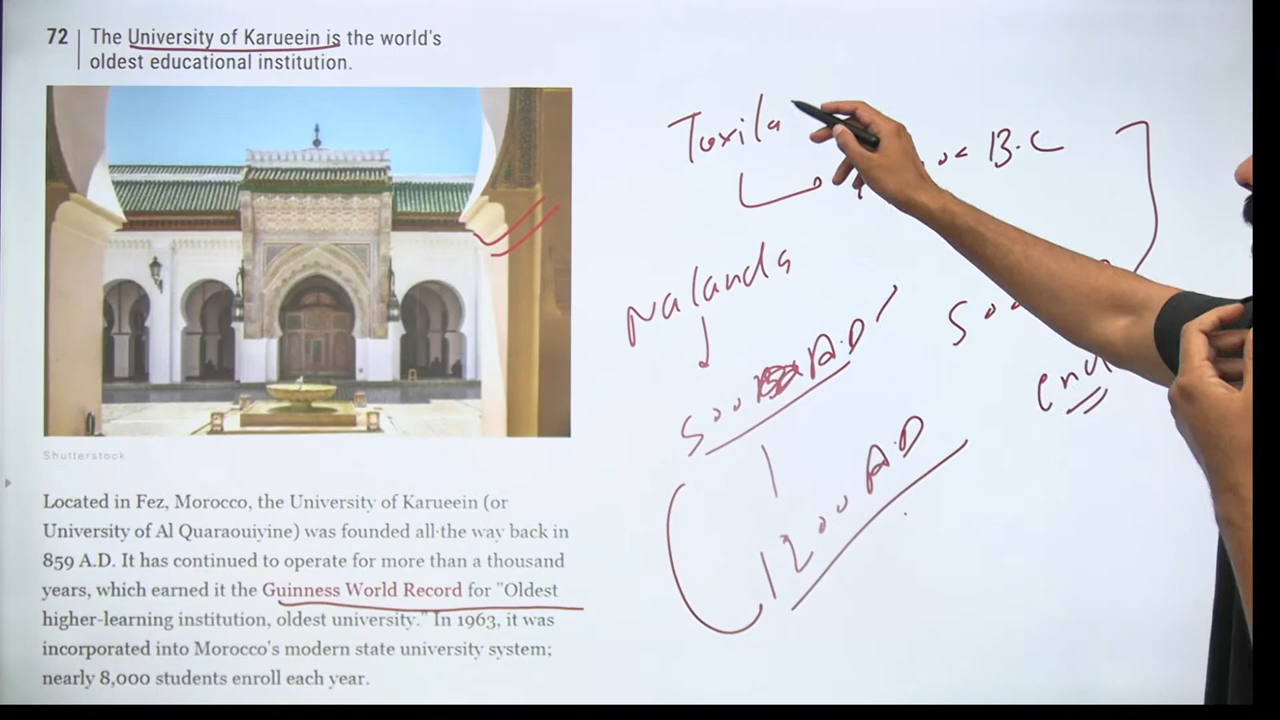 72
The University of Karueein is the world's
oldest educational institution.
Shutterstock
Located in Fez, Morocco, the University of Karueein (or
University of Al Quaraouiyine) was founded all the way back in
859 A.D. It has continued to operate for more than a thousand
years, which earned it the Guinness World Record for "Oldest
higher-learning institution, oldest university." In 1963, it was
incorporated into Morocco's modern state university system;
nearly 8,000 students enroll each year.
Taxila
B.C
Nalanda
500 A.D
1200 A.D
end